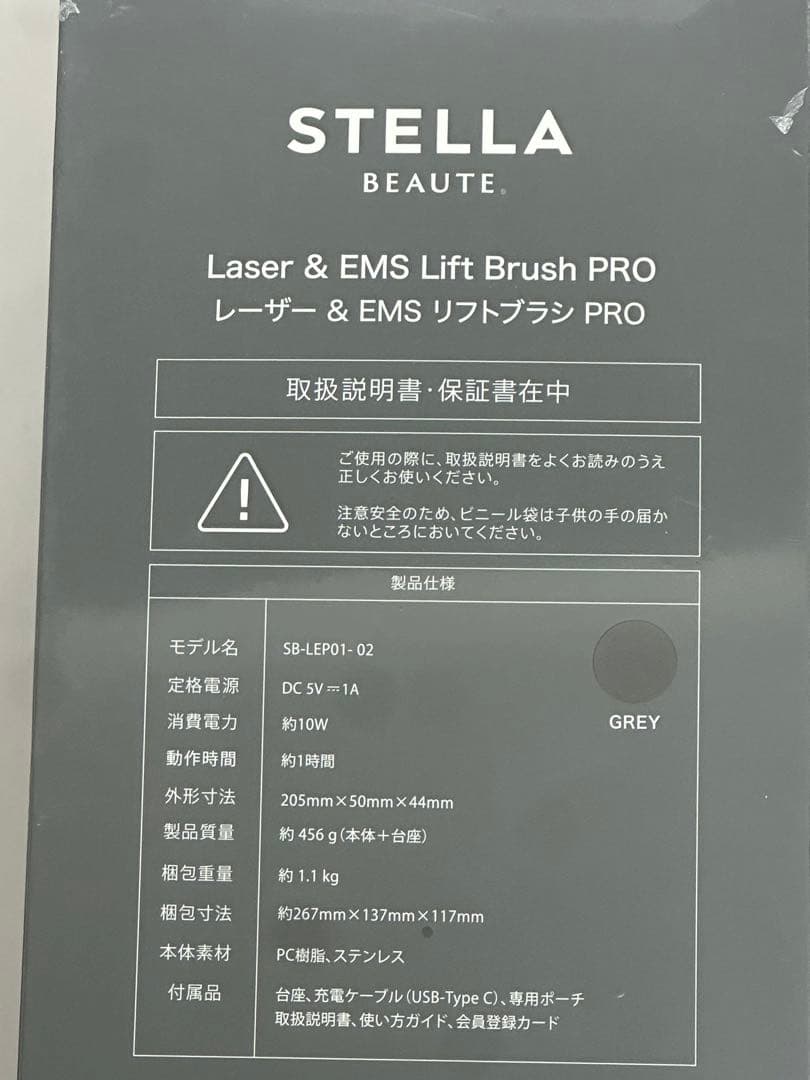 STELLA
BEAUTE®
Laser & EMS Lift Brush PRO
レーザー & EMS リフトブラシ PRO
取扱説明書・保証書在中
ご使用の際に、取扱説明書をよくお読みのうえ
正しくお使いください。
注意安全のため、ビニール袋は子供の手の届か
ないところにおいてください。
製品仕様
モデル名 SB-LEP01- 02
定格電源 DC 5V⎓1A
消費電力 約10W
動作時間 約1時間
外形寸法 205mm×50mm×44mm
製品質量 約 456 g(本体+台座)
梱包重量 約 1.1 kg
梱包寸法 約267mm×137mm×117mm
本体素材 PC樹脂、ステンレス
付属品 台座、充電ケーブル(USB-Type C)、専用ポーチ
取扱説明書、使い方ガイド、会員登録カード
GREY